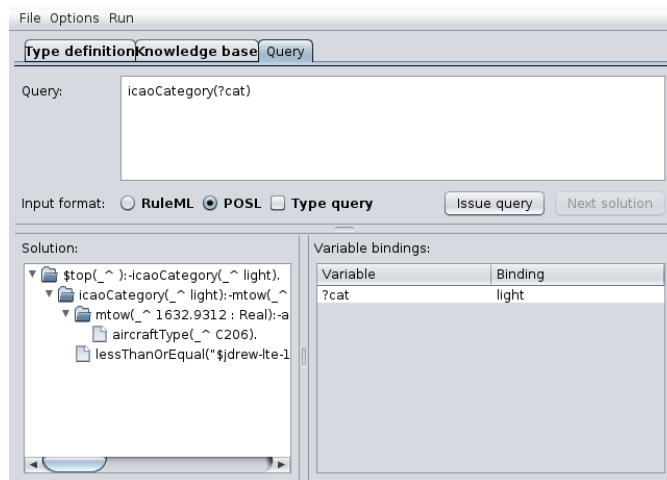 File Options Run
Type definition Knowledge base Query
Query: icaoCategory(?cat)
Input format: RuleML POSL Type query Issue query Next solution
Solution:
$top(_^ ):-icaoCategory(_^ light).
icaoCategory(_^ light):-mtow(_^
mtow(_^ 1632.9312 : Real):-a
aircraftType(_^ C206).
lessThanOrEqual("$jdrew-lte-1
Variable bindings:
Variable Binding
?cat light